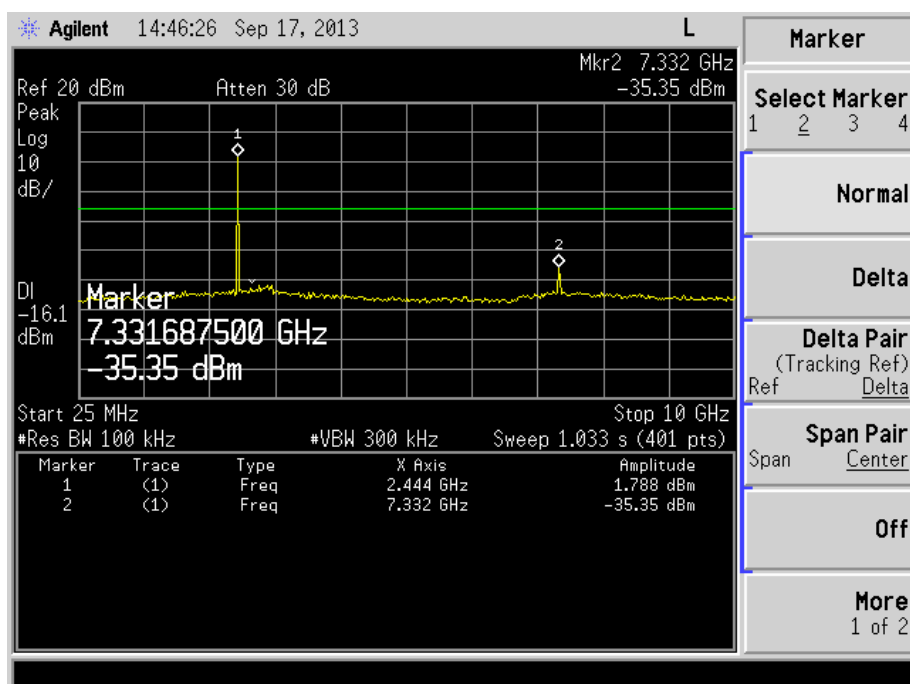 Agilent 14:46:26 Sep 17, 2013 L
Mkr2 7.332 GHz
Ref 20 dBm Atten 30 dB -35.35 dBm
Peak
Log
10
dB/
1
2
DI
-16.1
dBm
Marker
7.331687500 GHz
-35.35 dBm
Start 25 MHz Stop 10 GHz
#Res BW 100 kHz #VBW 300 kHz Sweep 1.033 s (401 pts)
Marker Trace Type X Axis Amplitude
1 (1) Freq 2.444 GHz 1.788 dBm
2 (1) Freq 7.332 GHz -35.35 dBm
Marker
Select Marker
1 2 3 4
Normal
Delta
Delta Pair
(Tracking Ref)
Ref Delta
Span Pair
Span Center
Off
More
1 of 2